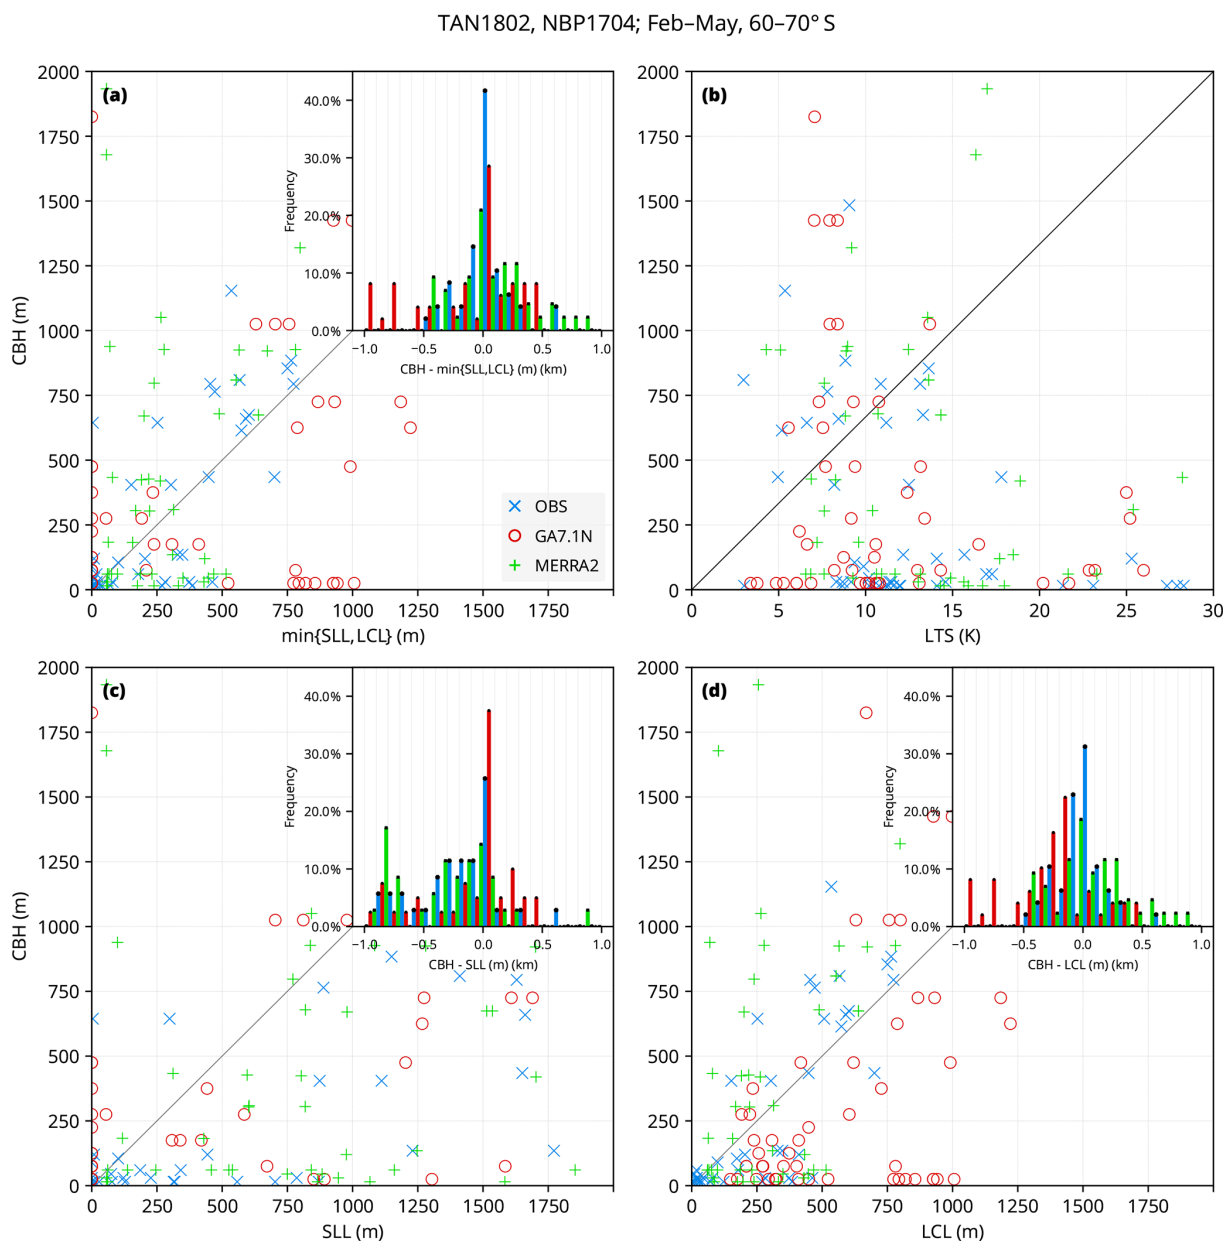 TAN1802, NBP1704; Feb–May, 60–70° S
(a)
2000
1750
1500
1250
1000
750
500
250
0
CBH (m)
40.0%
30.0%
20.0%
10.0%
0.0%
Frequency
−1.0 −0.5 0.0 0.5 1.0
CBH - min{SLL,LCL} (m) (km)
OBS
GA7.1N
MERRA2
0 250 500 750 1000 1250 1500 1750
min{SLL, LCL} (m)
(b)
2000
1750
1500
1250
1000
750
500
250
0
0 5 10 15 20 25 30
LTS (K)
(c)
2000
1750
1500
1250
1000
750
500
250
0
CBH (m)
40.0%
30.0%
20.0%
10.0%
0.0%
Frequency
−1.0 −0.5 0.0 0.5 1.0
CBH - SLL (m) (km)
0 250 500 750 1000 1250 1500 1750
SLL (m)
(d)
2000
1750
1500
1250
1000
750
500
250
0
40.0%
30.0%
20.0%
10.0%
0.0%
Frequency
−1.0 −0.5 0.0 0.5 1.0
CBH - LCL (m) (km)
0 250 500 750 1000 1250 1500 1750
LCL (m)